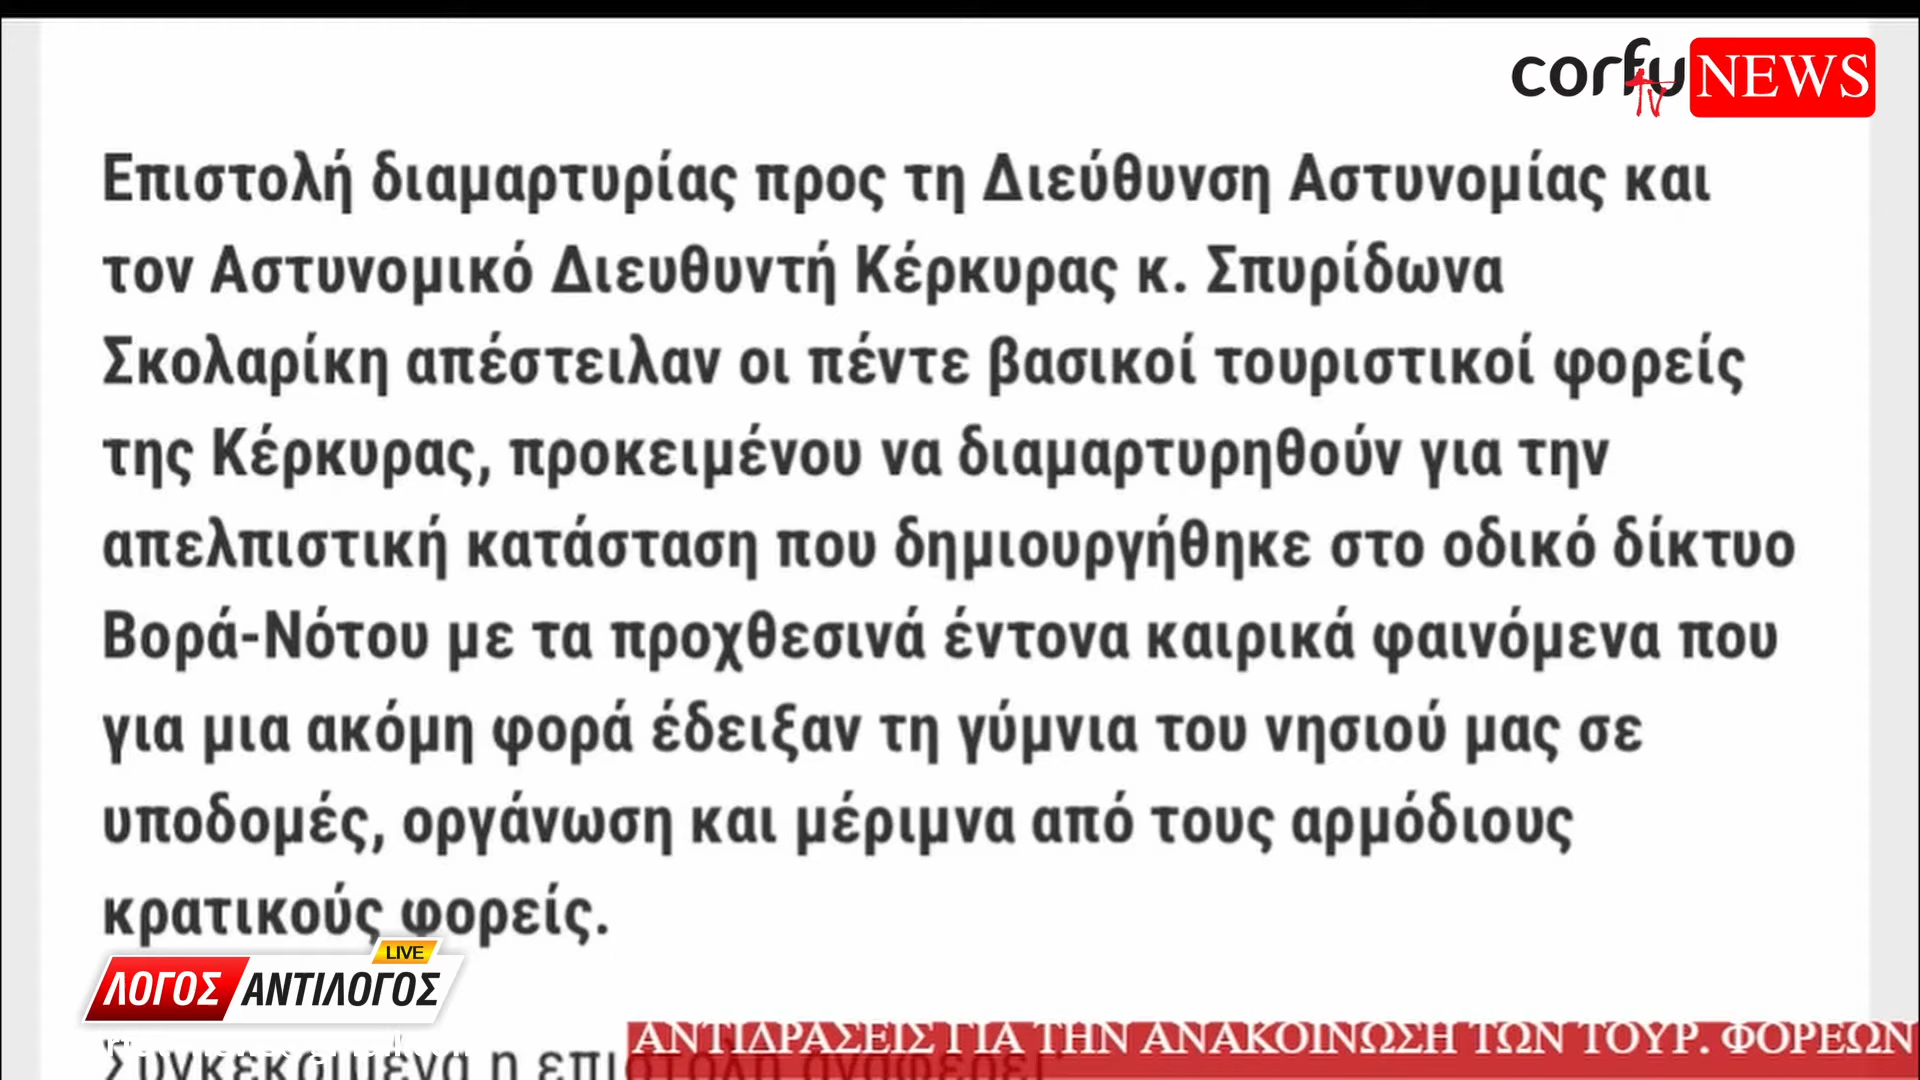 corfu NEWS
TV
Επιστολή διαμαρτυρίας προς τη Διεύθυνση Αστυνομίας και
τον Αστυνομικό Διευθυντή Κέρκυρας κ. Σπυρίδωνα
Σκολαρίκη απέστειλαν οι πέντε βασικοί τουριστικοί φορείς
της Κέρκυρας, προκειμένου να διαμαρτυρηθούν για την
απελπιστική κατάσταση που δημιουργήθηκε στο οδικό δίκτυο
Βορά-Νότου με τα προχθεσινά έντονα καιρικά φαινόμενα που
για μια ακόμη φορά έδειξαν τη γύμνια του νησιού μας σε
υποδομές, οργάνωση και μέριμνα από τους αρμόδιους
κρατικούς φορείς.
LIVE
ΛΟΓΟΣ ΑΝΤΙΛΟΓΟΣ
ΑΝΤΙΔΡΑΣΕΙΣ ΓΙΑ ΤΗΝ ΑΝΑΚΟΙΝΩΣΗ ΤΩΝ ΤΟΥΡ. ΦΟΡΕΩΝ
Συγκεκριμένα η επιστολή αναφέρει